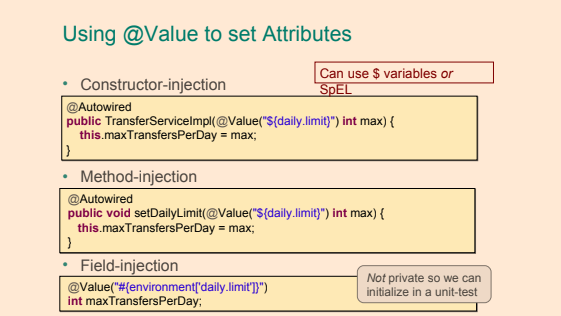 Using @Value to set Attributes
Can use $ variables or
SpEL
• Constructor-injection
@Autowired
public TransferServiceImpl(@Value("${daily.limit}") int max) {
this.maxTransfersPerDay = max;
}
• Method-injection
@Autowired
public void setDailyLimit(@Value("${daily.limit}") int max) {
this.maxTransfersPerDay = max;
}
• Field-injection
@Value("#{environment['daily.limit']}")
int maxTransfersPerDay;
Not private so we can
initialize in a unit-test